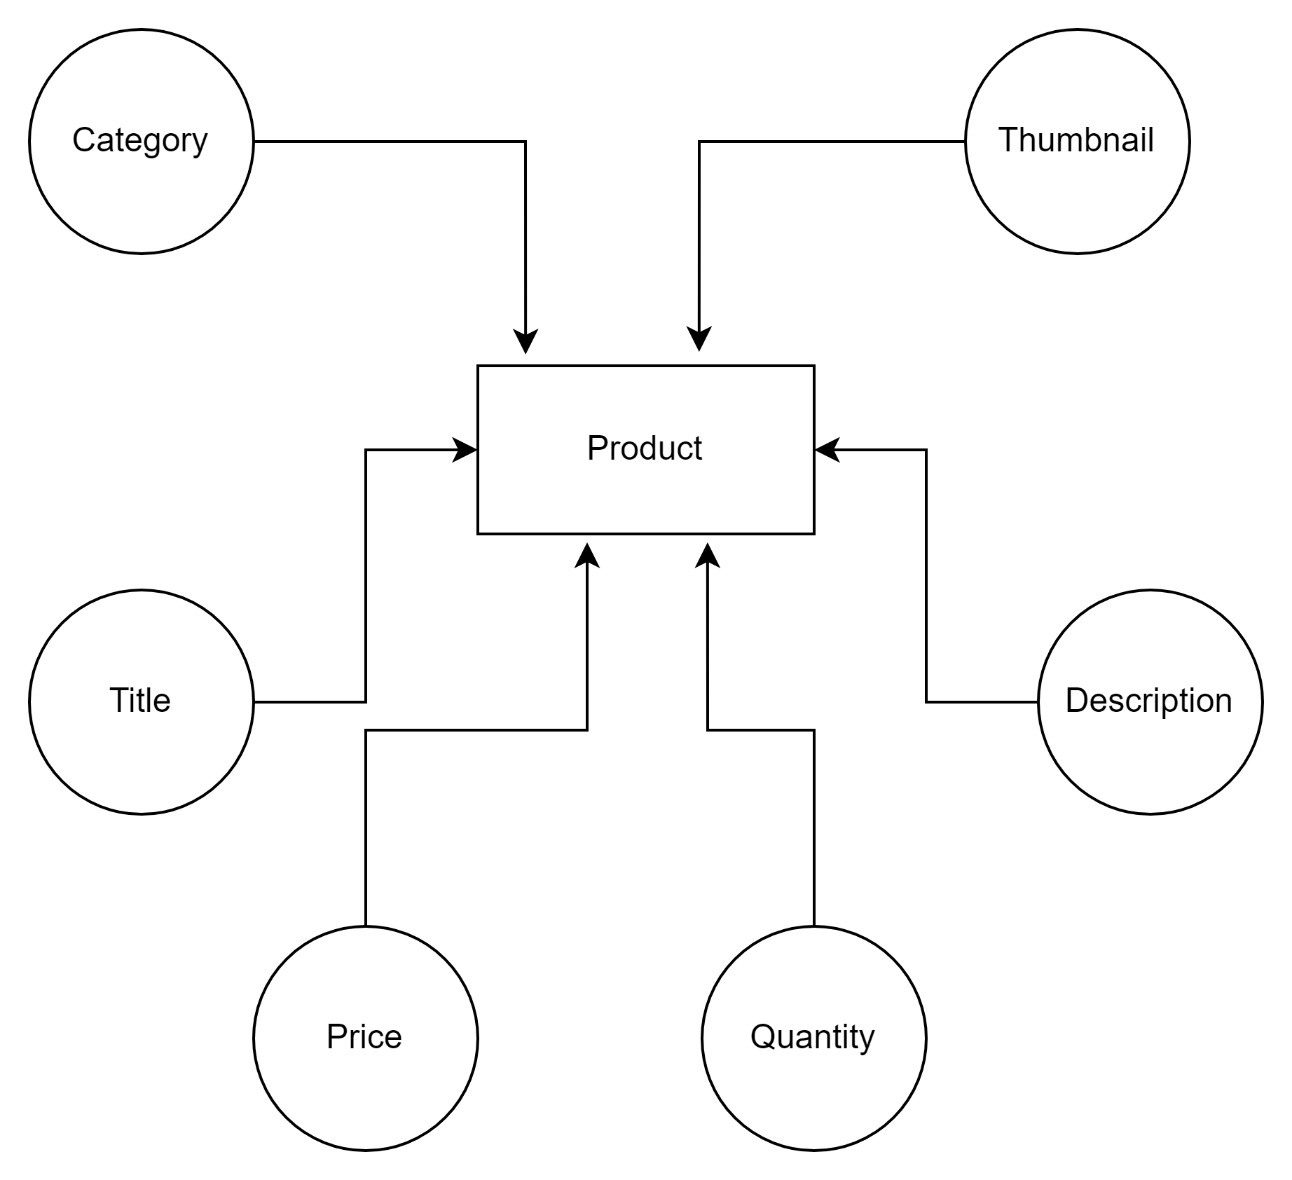 Category
Thumbnail
Product
Title
Description
Price
Quantity